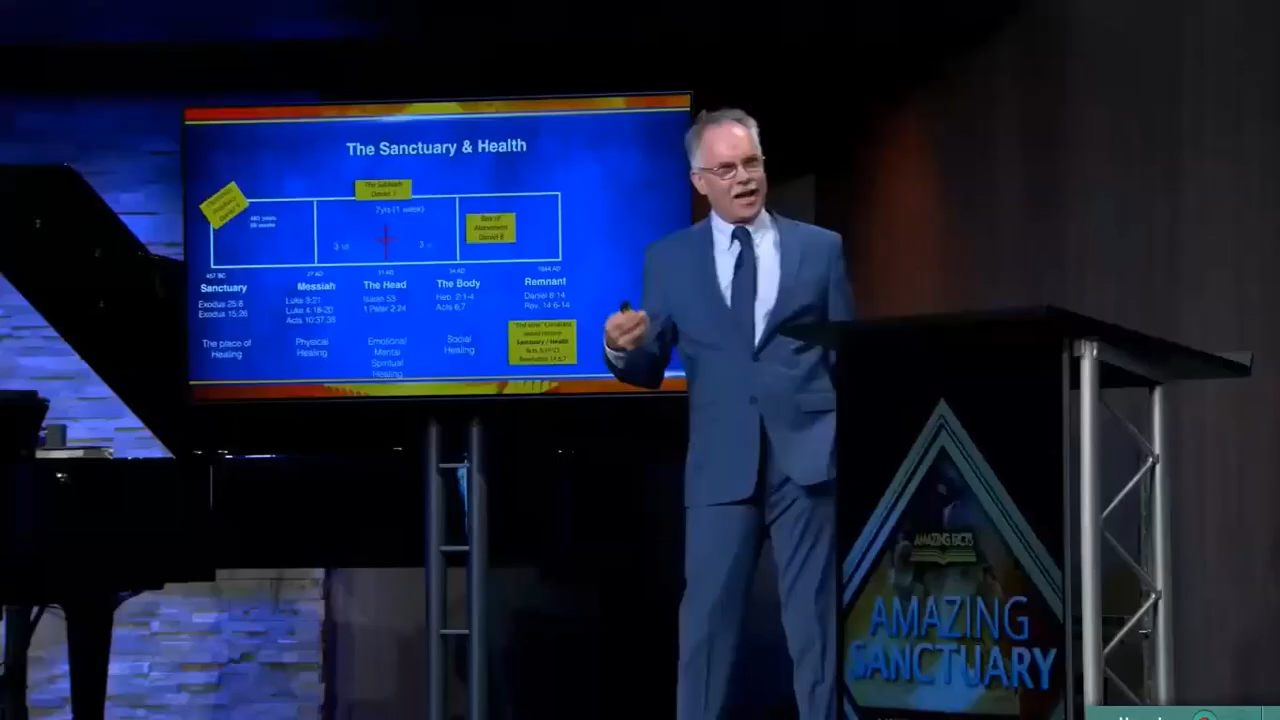 The Sanctuary & Health
The Sabbath
7yrs (1 week)
Day of
Atonement
Daniel 8
483 years
69 weeks
457 BC
27 AD
31 AD
34 AD
1844 AD
Sanctuary
Messiah
The Head
The Body
Remnant
Exodus 25:8
Exodus 15:26
Luke 3:21
Luke 4:18-20
Acts 10:37,38
Isaiah 53
1 Peter 2:24
Heb. 2:1-4
Acts 6,7
Daniel 8:14
Rev. 14:6-14
Sanctuary / Health
The place of
Healing
Physical
Healing
Emotional
Mental
Spiritual
Healing
Social
Healing
AMAZING FACTS
AMAZING
SANCTUARY